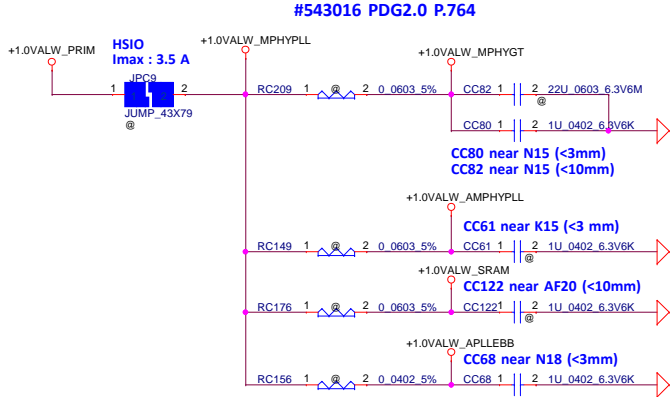 #543016 PDG2.0 P.764
+1.0VALW_PRIM
HSIO
Imax : 3.5 A
+1.0VALW_MPHYPLL
+1.0VALW_MPHYGT
JPC9
1 1 2 2
JUMP_43X79
@
RC209 1 @ 2 0_0603_5%
CC82 1 2 22U_0603_6.3V6M
@
CC80 1 2 1U_0402_6.3V6K
CC80 near N15 (<3mm)
CC82 near N15 (<10mm)
+1.0VALW_AMPHYPLL
CC61 near K15 (<3 mm)
RC149 1 @ 2 0_0603_5%
CC61 1 2 1U_0402_6.3V6K
@
+1.0VALW_SRAM
CC122 near AF20 (<10mm)
RC176 1 @ 2 0_0603_5%
CC122 1 2 1U_0402_6.3V6K
@
+1.0VALW_APLLEBB
CC68 near N18 (<3mm)
RC156 1 @ 2 0_0402_5%
CC68 1 2 1U_0402_6.3V6K